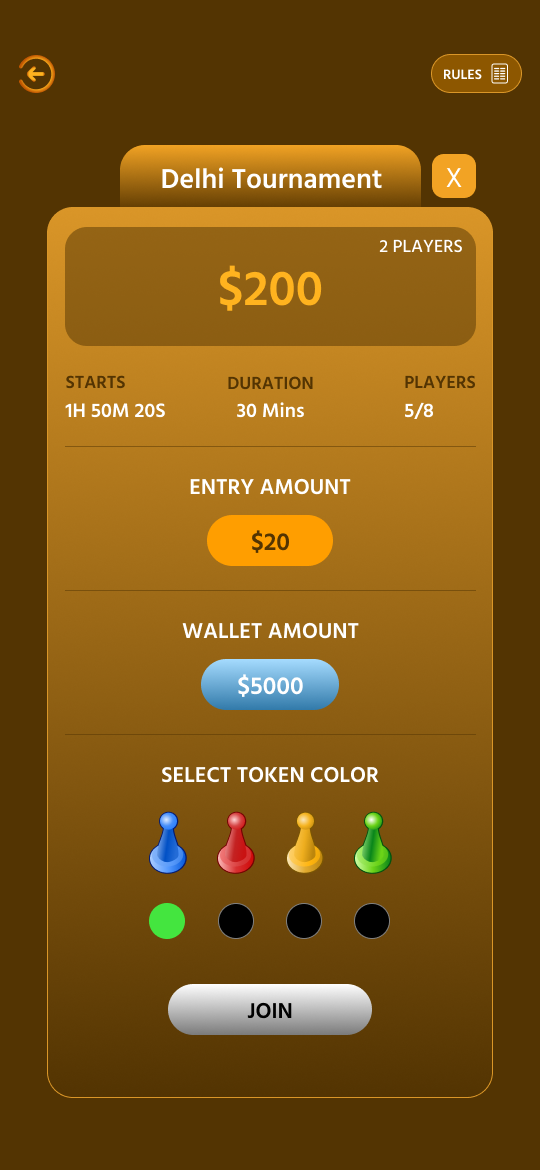 RULES
Delhi Tournament
X
2 PLAYERS
$200
STARTS DURATION PLAYERS
1H 50M 20S 30 Mins 5/8
ENTRY AMOUNT
$20
WALLET AMOUNT
$5000
SELECT TOKEN COLOR
JOIN